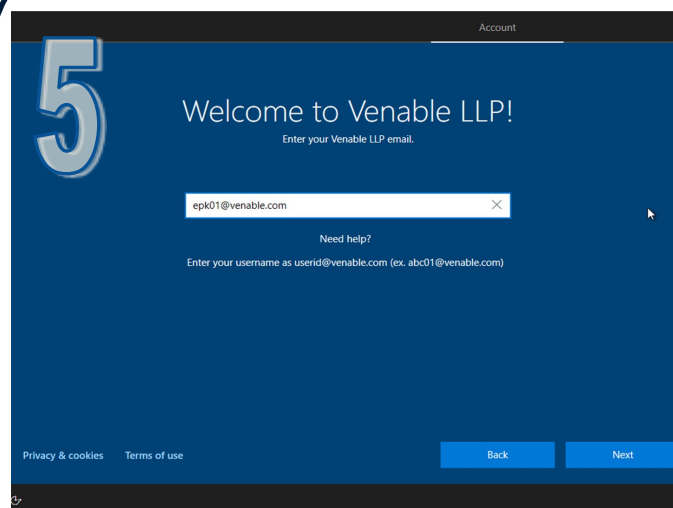 Account
5
Welcome to Venable LLP!
Enter your Venable LLP email.
epk01@venable.com
Need help?
Enter your username as userid@venable.com (ex. abc01@venable.com)
Privacy & cookies Terms of use Back Next